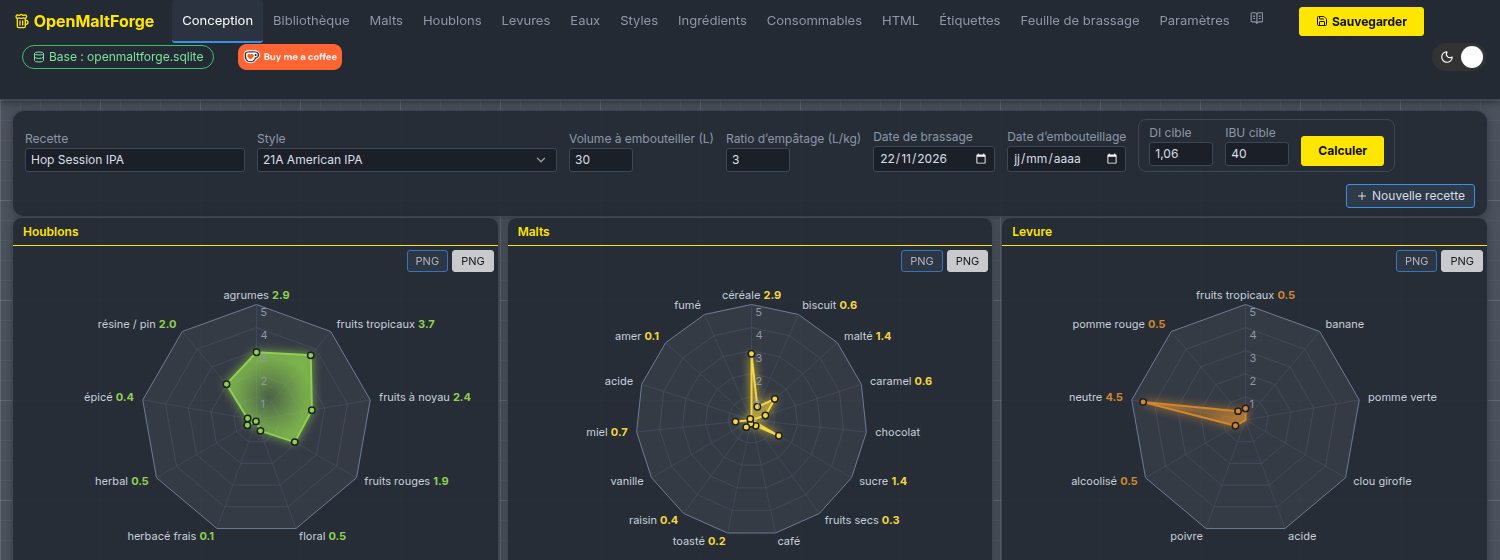 OpenMaltForge Conception Bibliothèque Malts Houblons Levures Eaux Styles Ingrédients Consommables HTML Étiquettes Feuille de brassage Paramètres Sauvegarder
Base : openmaltforge.sqlite Buy me a coffee
Recette Style Volume à embouteiller (L) Ratio d’empâtage (L/kg) Date de brassage Date d’embouteillage DI cible IBU cible
Hop Session IPA 21A American IPA 30 3 22/11/2026 jj/mm/aaaa 1,06 40 Calculer
+ Nouvelle recette
Houblons
PNG PNG
agrumes 2.9
résine / pin 2.0 fruits tropicaux 3.7
épicé 0.4 fruits à noyau 2.4
herbal 0.5 fruits rouges 1.9
herbacé frais 0.1 floral 0.5
5
4
3
2
1
Malts
PNG PNG
céréale 2.9
fumé biscuit 0.6
amer 0.1 malté 1.4
acide caramel 0.6
miel 0.7 chocolat
vanille sucre 1.4
raisin 0.4 fruits secs 0.3
toasté 0.2 café
5
4
3
2
Levure
PNG PNG
fruits tropicaux 0.5
pomme rouge 0.5 banane
neutre 4.5 pomme verte
alcoolisé 0.5 clou girofle
poivre acide
5
4
3
2
1